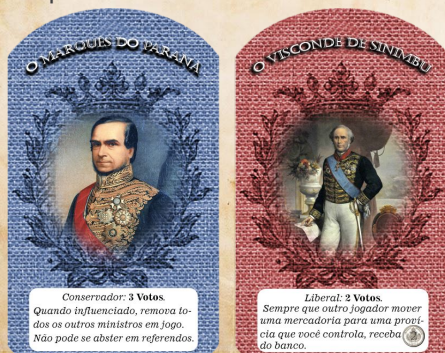 O MARQUES DO PARANÁ
Conservador: 3 Votos.
Quando influenciado, remova to-
dos os outros ministros em jogo.
Não pode se abster em referendos.
O VISCONDE DE SINIMBU
Liberal: 2 Votos.
Sempre que outro jogador mover
uma mercadoria para uma proví-
cia que você controla, receba
do banco.